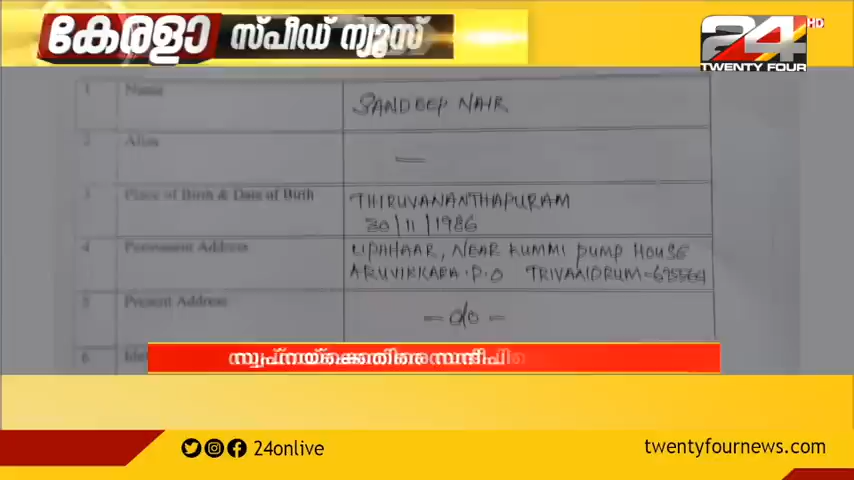 കേരളാ സ്പീഡ് ന്യൂസ്
24 HD
TWENTY FOUR
1 Name SANDEEP NAIR
2 Alias —
3 Place of Birth & Date of Birth THIRUVANANTHAPURAM
30/11/1986
4 Permanent Address UPAHAAR, NEAR KUMMI PUMP HOUSE
ARUVIKKARA.P.O TRIVANDRUM-695564
5 Present Address — do —
6
സ്വപ്നയ്ക്കെതിരെ
24onlive
twentyfournews.com